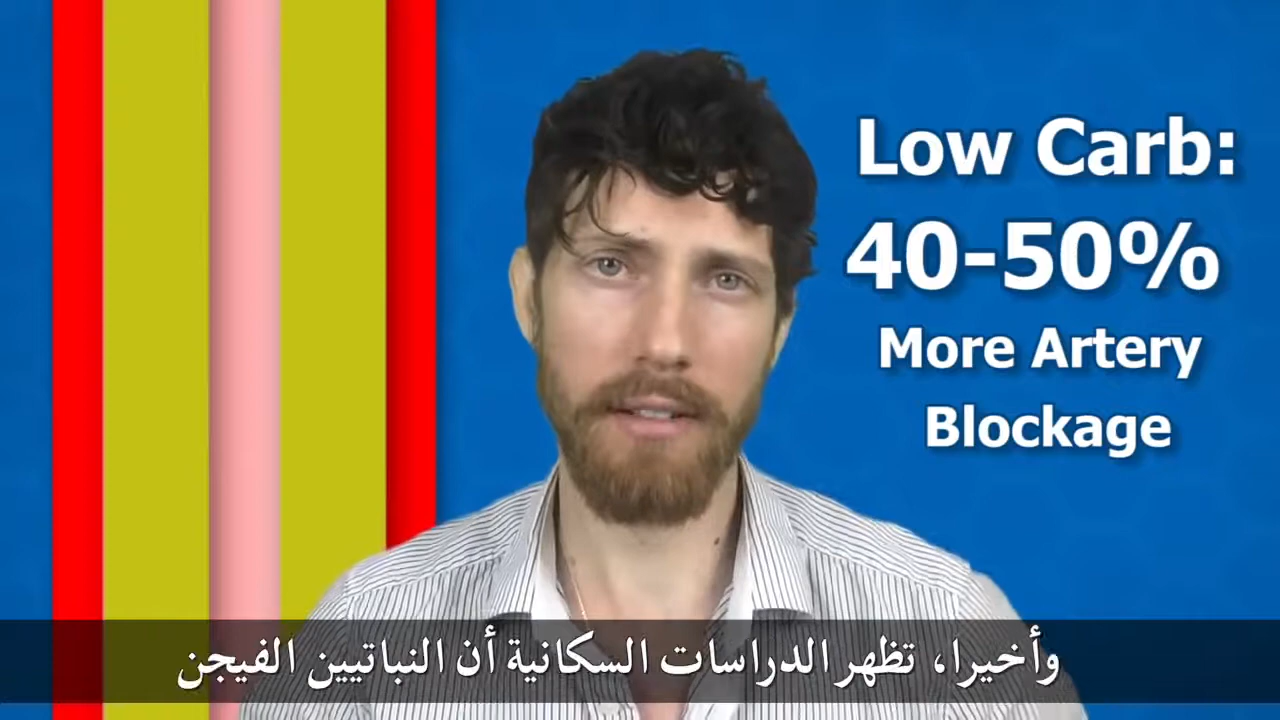 Low Carb:
40-50%
More Artery
Blockage
وأخيرا، تظهر الدراسات السكانية أن النباتيين الفيجن